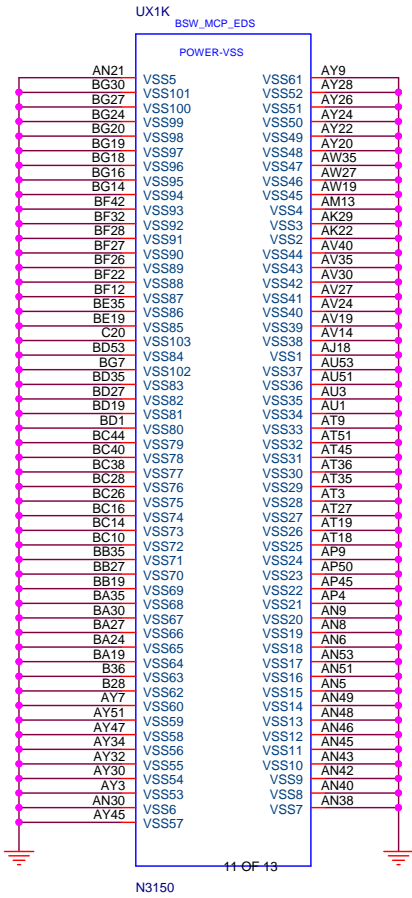 UX1K
BSW_MCP_EDS
POWER-VSS
AN21 VSS5 VSS61 AY9
BG30 VSS101 VSS52 AY28
BG27 VSS100 VSS51 AY26
BG24 VSS99 VSS50 AY24
BG20 VSS98 VSS49 AY22
BG19 VSS97 VSS48 AY20
BG18 VSS96 VSS47 AW35
BG16 VSS95 VSS46 AW27
BG14 VSS94 VSS45 AW19
BF42 VSS93 VSS4 AM13
BF32 VSS92 VSS3 AK29
BF28 VSS91 VSS2 AK22
BF27 VSS90 VSS44 AV40
BF26 VSS89 VSS43 AV35
BF22 VSS88 VSS42 AV30
BF12 VSS87 VSS41 AV27
BE35 VSS86 VSS40 AV24
BE19 VSS85 VSS39 AV19
C20 VSS103 VSS38 AV14
BD53 VSS84 VSS1 AJ18
BG7 VSS102 VSS37 AU53
BD35 VSS83 VSS36 AU51
BD27 VSS82 VSS35 AU3
BD19 VSS81 VSS34 AU1
BD1 VSS80 VSS33 AT9
BC44 VSS79 VSS32 AT51
BC40 VSS78 VSS31 AT45
BC38 VSS77 VSS30 AT36
BC28 VSS76 VSS29 AT35
BC26 VSS75 VSS28 AT3
BC16 VSS74 VSS27 AT27
BC14 VSS73 VSS26 AT19
BC10 VSS72 VSS25 AT18
BB35 VSS71 VSS24 AP9
BB27 VSS70 VSS23 AP50
BB19 VSS69 VSS22 AP45
BA35 VSS68 VSS21 AP4
BA30 VSS67 VSS20 AN9
BA27 VSS66 VSS19 AN8
BA24 VSS65 VSS18 AN6
BA19 VSS64 VSS17 AN53
B36 VSS63 VSS16 AN51
B28 VSS62 VSS15 AN5
AY7 VSS60 VSS14 AN49
AY51 VSS59 VSS13 AN48
AY47 VSS58 VSS12 AN46
AY34 VSS56 VSS11 AN45
AY32 VSS55 VSS10 AN43
AY30 VSS54 VSS9 AN42
AY3 VSS53 VSS8 AN40
AN30 VSS6 VSS7 AN38
AY45 VSS57
11 OF 13
N3150